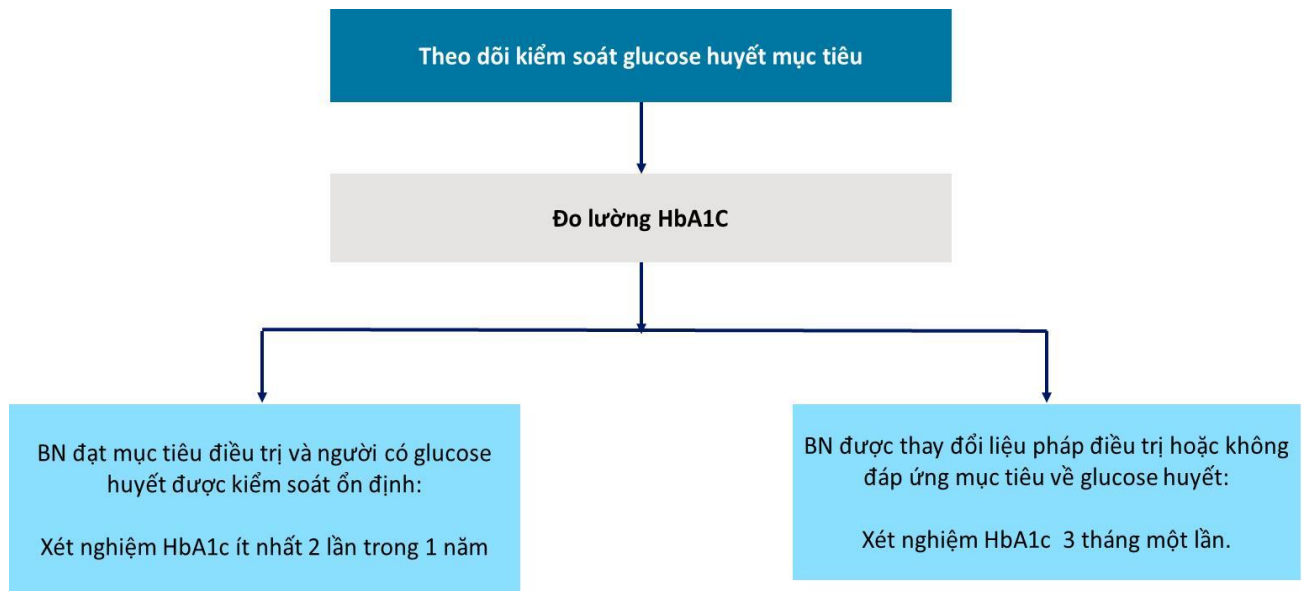 Theo dõi kiểm soát glucose huyết mục tiêu
Đo lường HbA1C
BN đạt mục tiêu điều trị và người có glucose
huyết được kiểm soát ổn định:
Xét nghiệm HbA1c ít nhất 2 lần trong 1 năm
BN được thay đổi liệu pháp điều trị hoặc không
đáp ứng mục tiêu về glucose huyết:
Xét nghiệm HbA1c 3 tháng một lần.